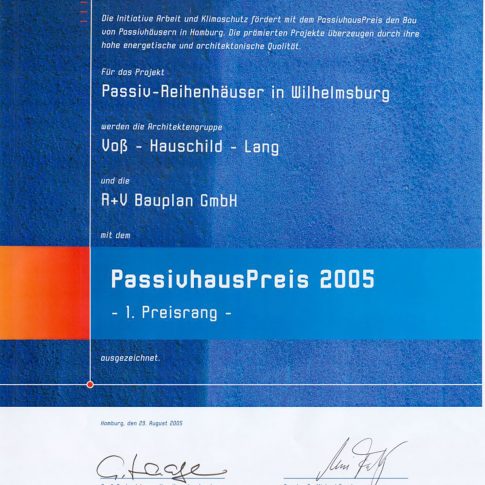 Die Initiative Arbeit und Klimaschutz fördert mit dem PassivhausPreis den Bau
von Passivhäusern in Hamburg. Die prämierten Projekte überzeugen durch ihre
hohe energetische und architektonische Qualität.
Für das Projekt
Passiv-Reihenhäuser in Wilhelmsburg
werden die Architektengruppe
Voß - Hauschild - Lang
und die
R+V Bauplan GmbH
mit dem
PassivhausPreis 2005
- 1. Preisrang -
ausgezeichnet.
Hamburg, den 29. August 2005